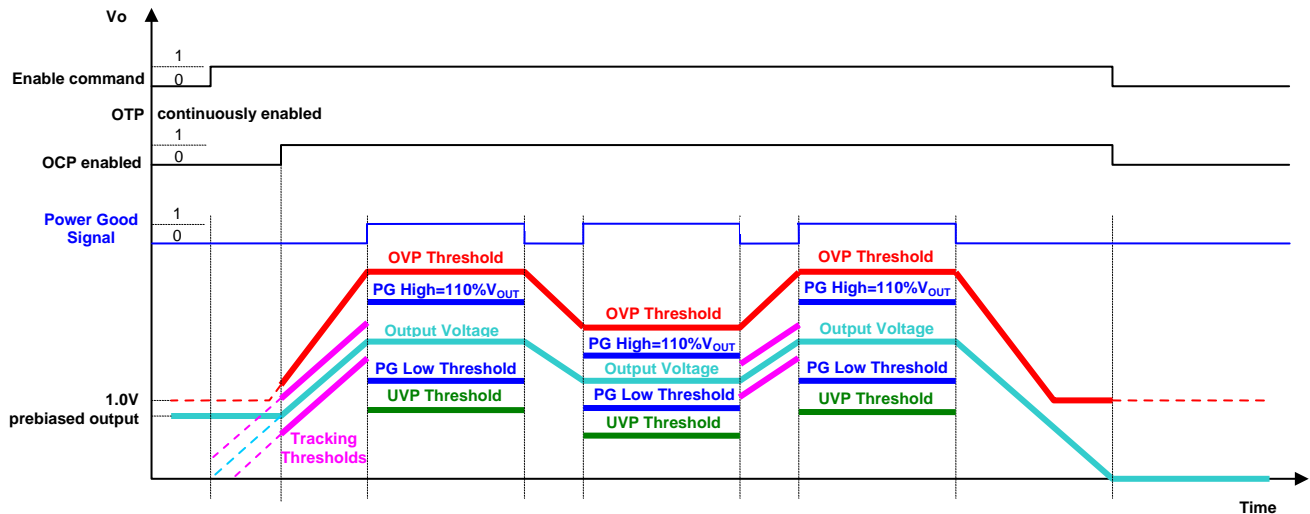 Vo
1
Enable command
0
OTP continuously enabled
1
OCP enabled
0
Power Good
Signal
1
0
OVP Threshold
OVP Threshold
OVP Threshold
PG High=110%VOUT
PG High=110%VOUT
PG High=110%VOUT
Output Voltage
Output Voltage
Output Voltage
PG Low Threshold
PG Low Threshold
PG Low Threshold
UVP Threshold
UVP Threshold
UVP Threshold
1.0V
prebiased output
Tracking
Thresholds
Time